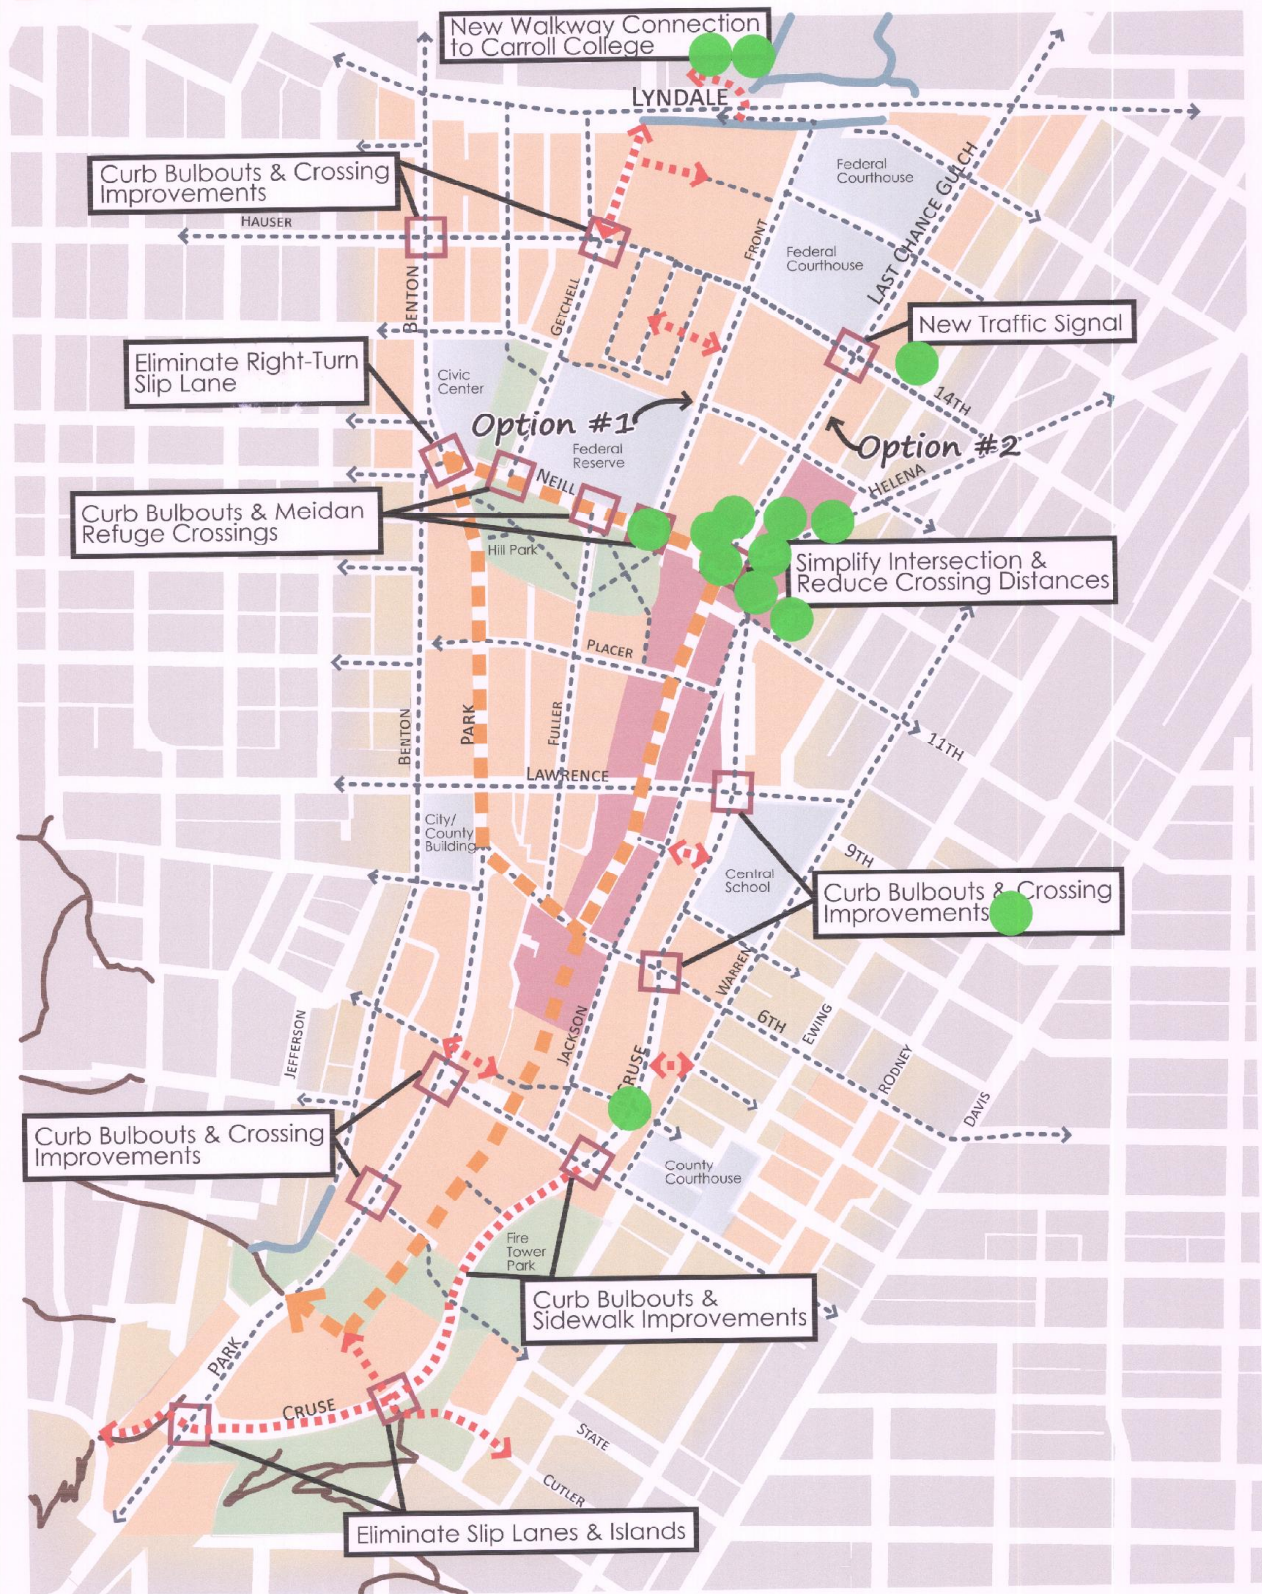 New Walkway Connection
to Carroll College
LYNDALE
Federal
Courthouse
Curb Bulbouts & Crossing
Improvements
HAUSER
LAST CHANCE GULCH
FRONT
Federal
Courthouse
BENTON
GETCHELL
New Traffic Signal
Eliminate Right-Turn
Slip Lane
Civic
Center
14TH
Option #1
Option #2
Federal
Reserve
NEILL
HELENA
Curb Bulbouts & Meidan
Refuge Crossings
Hill Park
Simplify Intersection &
Reduce Crossing Distances
PLACER
BENTON
PARK
FULLER
11TH
LAWRENCE
City/
County
Building
9TH
Central
School
Curb Bulbouts & Crossing
Improvements
WARREN
6TH
EWING
JEFFERSON
JACKSON
CRUSE
RODNEY
DAVIS
Curb Bulbouts & Crossing
Improvements
County
Courthouse
Fire
Tower
Park
Curb Bulbouts &
Sidewalk Improvements
PARK
CRUSE
STATE
CUTLER
Eliminate Slip Lanes & Islands